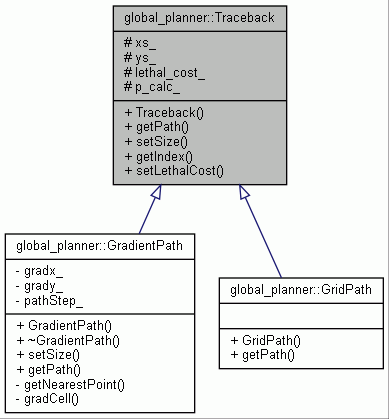 global_planner::Traceback
# xs_
# ys_
# lethal_cost_
# p_calc_
+ Traceback()
+ getPath()
+ setSize()
+ getIndex()
+ setLethalCost()
global_planner::GradientPath
- gradx_
- grady_
- pathStep_
+ GradientPath()
+ ~GradientPath()
+ setSize()
+ getPath()
- getNearestPoint()
- gradCell()
global_planner::GridPath
+ GridPath()
+ getPath()